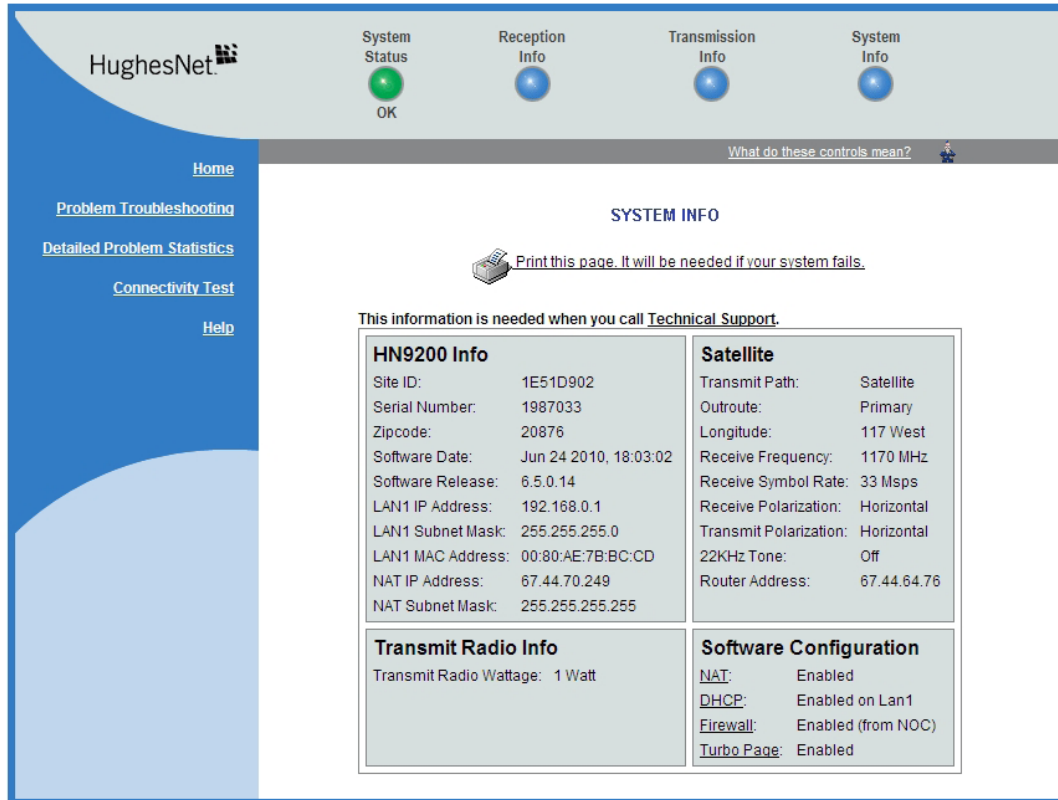 HughesNet.
System Status
OK
Reception Info
Transmission Info
System Info
What do these controls mean?
Home
Problem Troubleshooting
Detailed Problem Statistics
Connectivity Test
Help
SYSTEM INFO
Print this page. It will be needed if your system fails.
This information is needed when you call Technical Support.
HN9200 Info
Site ID: 1E51D902
Serial Number: 1987033
Zipcode: 20876
Software Date: Jun 24 2010, 18:03:02
Software Release: 6.5.0.14
LAN1 IP Address: 192.168.0.1
LAN1 Subnet Mask: 255.255.255.0
LAN1 MAC Address: 00:80:AE:7B:BC:CD
NAT IP Address: 67.44.70.249
NAT Subnet Mask: 255.255.255.255
Satellite
Transmit Path: Satellite
Outroute: Primary
Longitude: 117 West
Receive Frequency: 1170 MHz
Receive Symbol Rate: 33 Msps
Receive Polarization: Horizontal
Transmit Polarization: Horizontal
22KHz Tone: Off
Router Address: 67.44.64.76
Transmit Radio Info
Transmit Radio Wattage: 1 Watt
Software Configuration
NAT: Enabled
DHCP: Enabled on Lan1
Firewall: Enabled (from NOC)
Turbo Page: Enabled